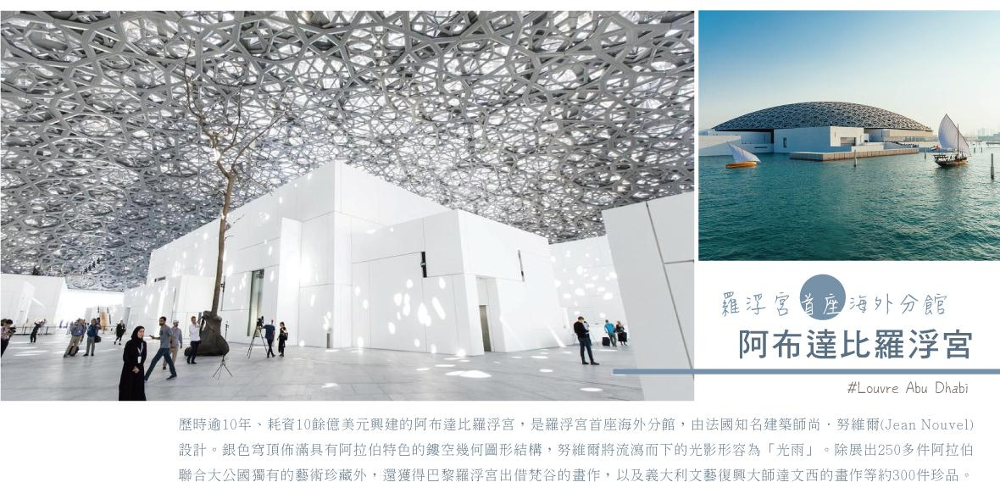 羅浮宮首座海外分館
阿布達比羅浮宮
#Louvre Abu Dhabi
歷時逾10年、耗資10餘億美元興建的阿布達比羅浮宮，是羅浮宮首座海外分館，由法國知名建築師尚．努維爾(Jean Nouvel)
設計。銀色穹頂佈滿具有阿拉伯特色的鏤空幾何圖形結構，努維爾將流瀉而下的光影形容為「光雨」。除展出250多件阿拉伯
聯合大公國獨有的藝術珍藏外，還獲得巴黎羅浮宮出借梵谷的畫作，以及義大利文藝復興大師達文西的畫作等約300件珍品。